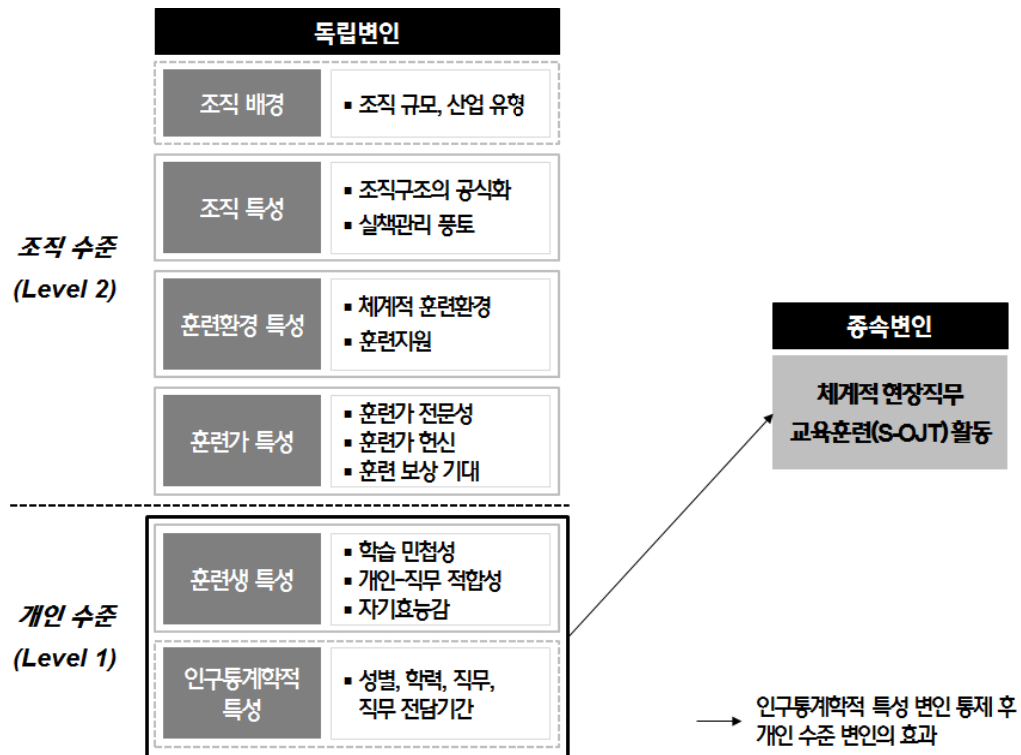 독립변인
조직 배경
▪ 조직 규모, 산업 유형
조직 특성
▪ 조직구조의 공식화
▪ 실책관리 풍토
조직 수준
(Level 2)
훈련환경 특성
▪ 체계적 훈련환경
▪ 훈련지원
훈련가 특성
▪ 훈련가 전문성
▪ 훈련가 헌신
▪ 훈련 보상 기대
개인 수준
(Level 1)
훈련생 특성
▪ 학습 민첩성
▪ 개인-직무 적합성
▪ 자기효능감
인구통계학적
특성
▪ 성별, 학력, 직무,
직무 전담기간
종속변인
체계적 현장직무
교육훈련(S-OJT) 활동
인구통계학적 특성 변인 통제 후
개인 수준 변인의 효과